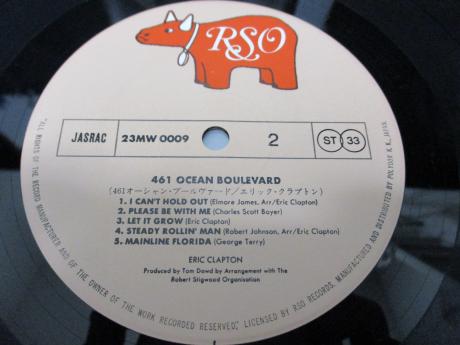 RSO
JASRAC
23MW 0009
2
ST 33
461 OCEAN BOULEVARD
(461オーシャン・ブールヴァード/エリック・クラプトン)
1. I CAN'T HOLD OUT (Elmore James, Arr/Eric Clapton)
2. PLEASE BE WITH ME (Charles Scott Boyer)
3. LET IT GROW (Eric Clapton)
4. STEADY ROLLIN' MAN (Robert Johnson, Arr/Eric Clapton)
5. MAINLINE FLORIDA (George Terry)
ERIC CLAPTON
Produced by Tom Dowd by Arrangement with The
Robert Stigwood Organisation
"ALL RIGHTS OF THE RECORD MANUFACTURER AND OF THE OWNER OF THE WORK RECORDED RESERVED," LICENSED BY RSO RECORDS, MANUFACTURED AND DISTRIBUTED BY POLYDOR K.K., JAPAN.